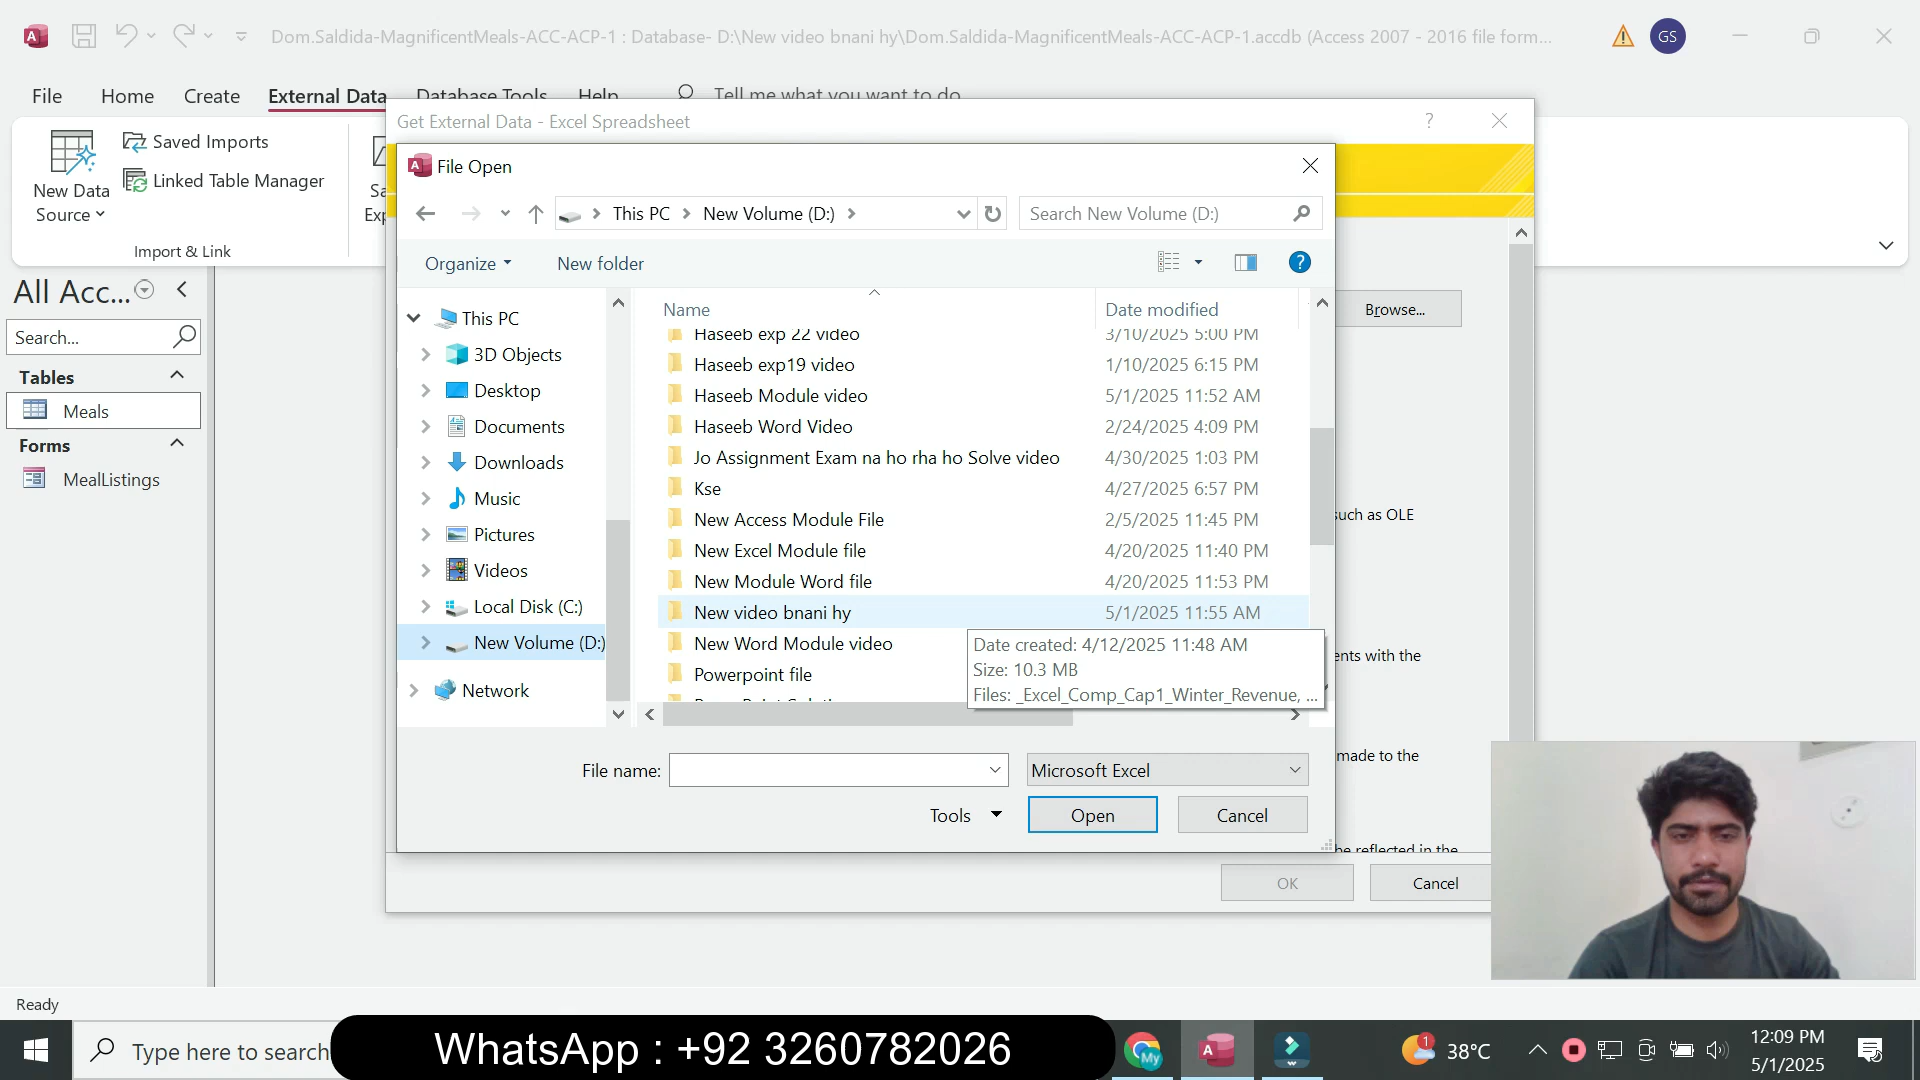 Dom.Saldida-MagnificentMeals-ACC-ACP-1 : Database- D:\New video bnani hy\Dom.Saldida-MagnificentMeals-ACC-ACP-1.accdb (Access 2007 - 2016 file form...
GS
File Home Create External Data Database Tools Help Tell me what you want to do
New Data Source
Saved Imports
Linked Table Manager
Import & Link
Get External Data - Excel Spreadsheet
?
File Open
This PC > New Volume (D:) >
Search New Volume (D:)
Organize
New folder
All Acc...
Search...
Tables
Meals
Forms
MealListings
This PC
3D Objects
Desktop
Documents
Downloads
Music
Pictures
Videos
Local Disk (C:)
New Volume (D:)
Network
Name Date modified
Haseeb exp 22 video 3/10/2025 5:00 PM
Haseeb exp19 video 1/10/2025 6:15 PM
Haseeb Module video 5/1/2025 11:52 AM
Haseeb Word Video 2/24/2025 4:09 PM
Jo Assignment Exam na ho rha ho Solve video 4/30/2025 1:03 PM
Kse 4/27/2025 6:57 PM
New Access Module File 2/5/2025 11:45 PM
New Excel Module file 4/20/2025 11:40 PM
New Module Word file 4/20/2025 11:53 PM
New video bnani hy 5/1/2025 11:55 AM
New Word Module video
Powerpoint file
Date created: 4/12/2025 11:48 AM
Size: 10.3 MB
Files: _Excel_Comp_Cap1_Winter_Revenue, ...
Browse...
such as OLE
with the
made to the
be reflected in the
File name:
Microsoft Excel
Tools
Open
Cancel
OK
Cancel
Ready
Type here to search
WhatsApp : +92 3260782026
My
1
38°C
12:09 PM
5/1/2025